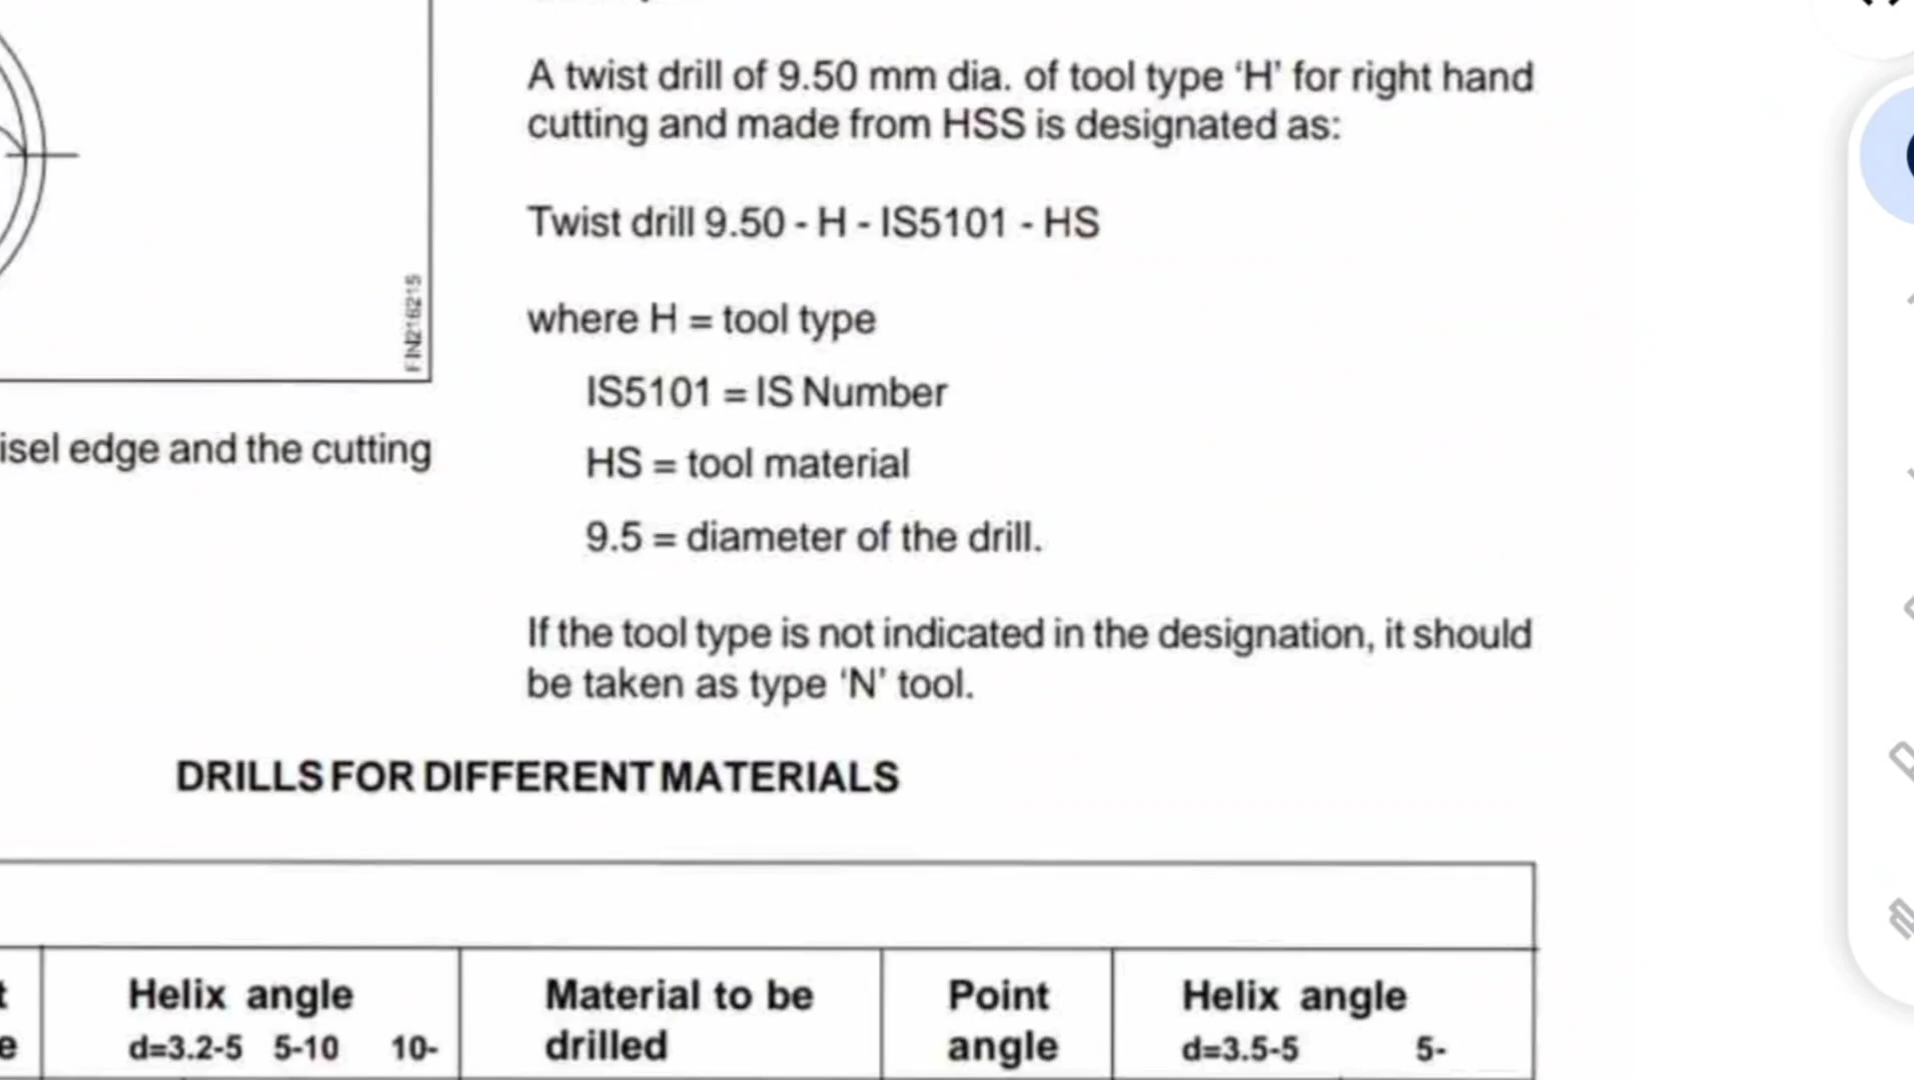 A twist drill of 9.50 mm dia. of tool type ‘H’ for right hand
cutting and made from HSS is designated as:
Twist drill 9.50 - H - IS5101 - HS
where H = tool type
IS5101 = IS Number
HS = tool material
9.5 = diameter of the drill.
If the tool type is not indicated in the designation, it should
be taken as type ‘N’ tool.
FIN216215
isel edge and the cutting
DRILLS FOR DIFFERENT MATERIALS
Helix angle
d=3.2-5 5-10 10-
Material to be
drilled
Point
angle
Helix angle
d=3.5-5 5-